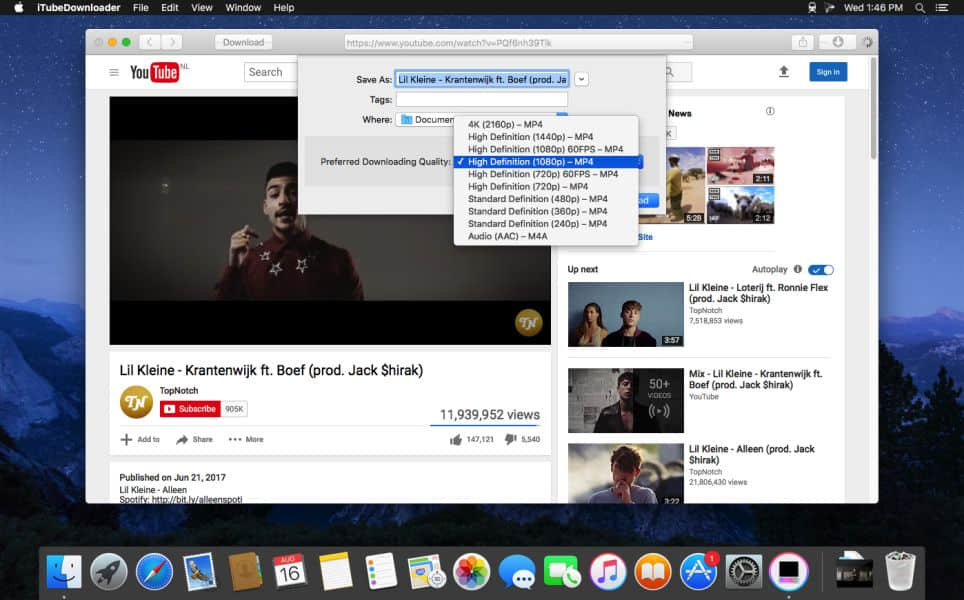 iTubeDownloader File Edit View Window Help
Wed 1:46 PM
Download
https://www.youtube.com/watch?v=PQf6nh39Tlk
YouTube NL
Search
Sign in
Save As: Lil Kleine - Krantenwijk ft. Boef (prod. Ja
Tags:
Where: Documen
Preferred Downloading Quality:
4K (2160p) – MP4
High Definition (1440p) – MP4
High Definition (1080p) 60FPS – MP4
✓ High Definition (1080p) – MP4
High Definition (720p) 60FPS – MP4
High Definition (720p) – MP4
Standard Definition (480p) – MP4
Standard Definition (360p) – MP4
Standard Definition (240p) – MP4
Audio (AAC) – M4A
ad
News
K
2:11
5:28
2:12
Site
TN
Lil Kleine - Krantenwijk ft. Boef (prod. Jack $hirak)
TN
TopNotch
Subscribe 905K
11,939,952 views
Add to Share More
147,121 5,540
Published on Jun 21, 2017
Lil Kleine - Alleen
Spotify: http://bit.ly/alleenspoti
Up next
Autoplay
Lil Kleine - Loterij ft. Ronnie Flex
(prod. Jack $hirak)
TopNotch
7,518,853 views
3:57
Mix - Lil Kleine - Krantenwijk ft.
Boef (prod. Jack $hirak)
YouTube
50+
VIDEOS
Lil Kleine - Alleen (prod. Jack
$hirak)
TopNotch
21,806,430 views
3:22
AUG
16
1